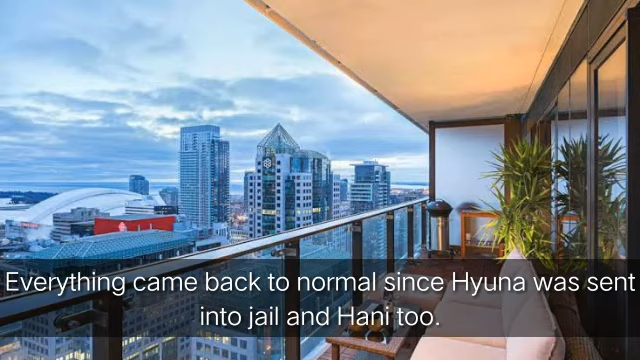 Everything came back to normal since Hyuna was sent
into jail and Hani too.